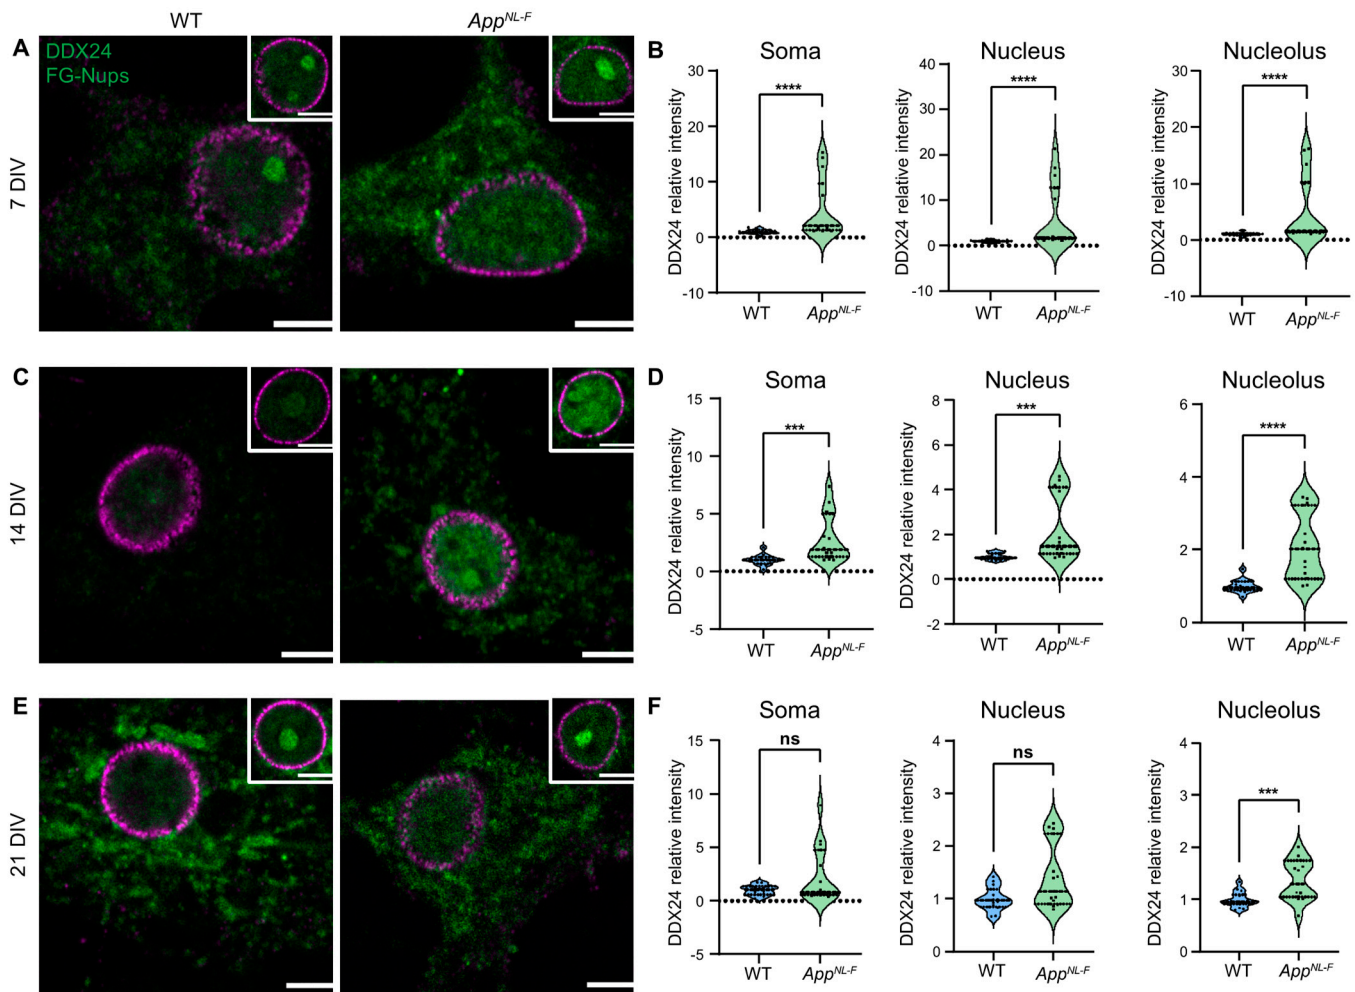 WT
App^NL-F
A
DDX24
FG-Nups
7 DIV
B
Soma
DDX24 relative intensity
30
20
10
0
-10
****
WT
App^NL-F
Nucleus
DDX24 relative intensity
40
30
20
10
0
-10
****
WT
App^NL-F
Nucleolus
DDX24 relative intensity
30
20
10
0
-10
****
WT
App^NL-F
C
14 DIV
D
Soma
DDX24 relative intensity
15
10
5
0
-5
***
WT
App^NL-F
Nucleus
DDX24 relative intensity
8
6
4
2
0
-2
***
WT
App^NL-F
Nucleolus
DDX24 relative intensity
6
4
2
0
****
WT
App^NL-F
E
21 DIV
F
Soma
DDX24 relative intensity
15
10
5
0
-5
ns
WT
App^NL-F
Nucleus
DDX24 relative intensity
4
3
2
1
0
ns
WT
App^NL-F
Nucleolus
DDX24 relative intensity
4
3
2
1
0
***
WT
App^NL-F